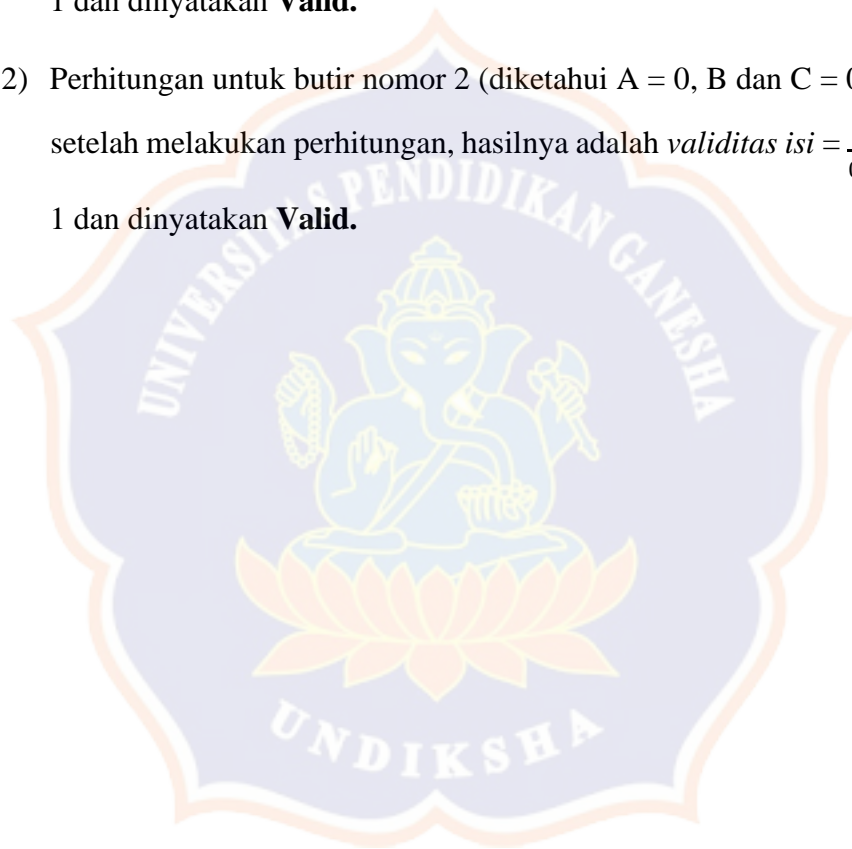 1 dan dinyatakan Valid.
2) Perhitungan untuk butir nomor 2 (diketahui A = 0, B dan C =
setelah melakukan perhitungan, hasilnya adalah validitas isi =
1 dan dinyatakan Valid.
UNIVERSITAS PENDIDIKAN GANESHA
UNDIKSHA